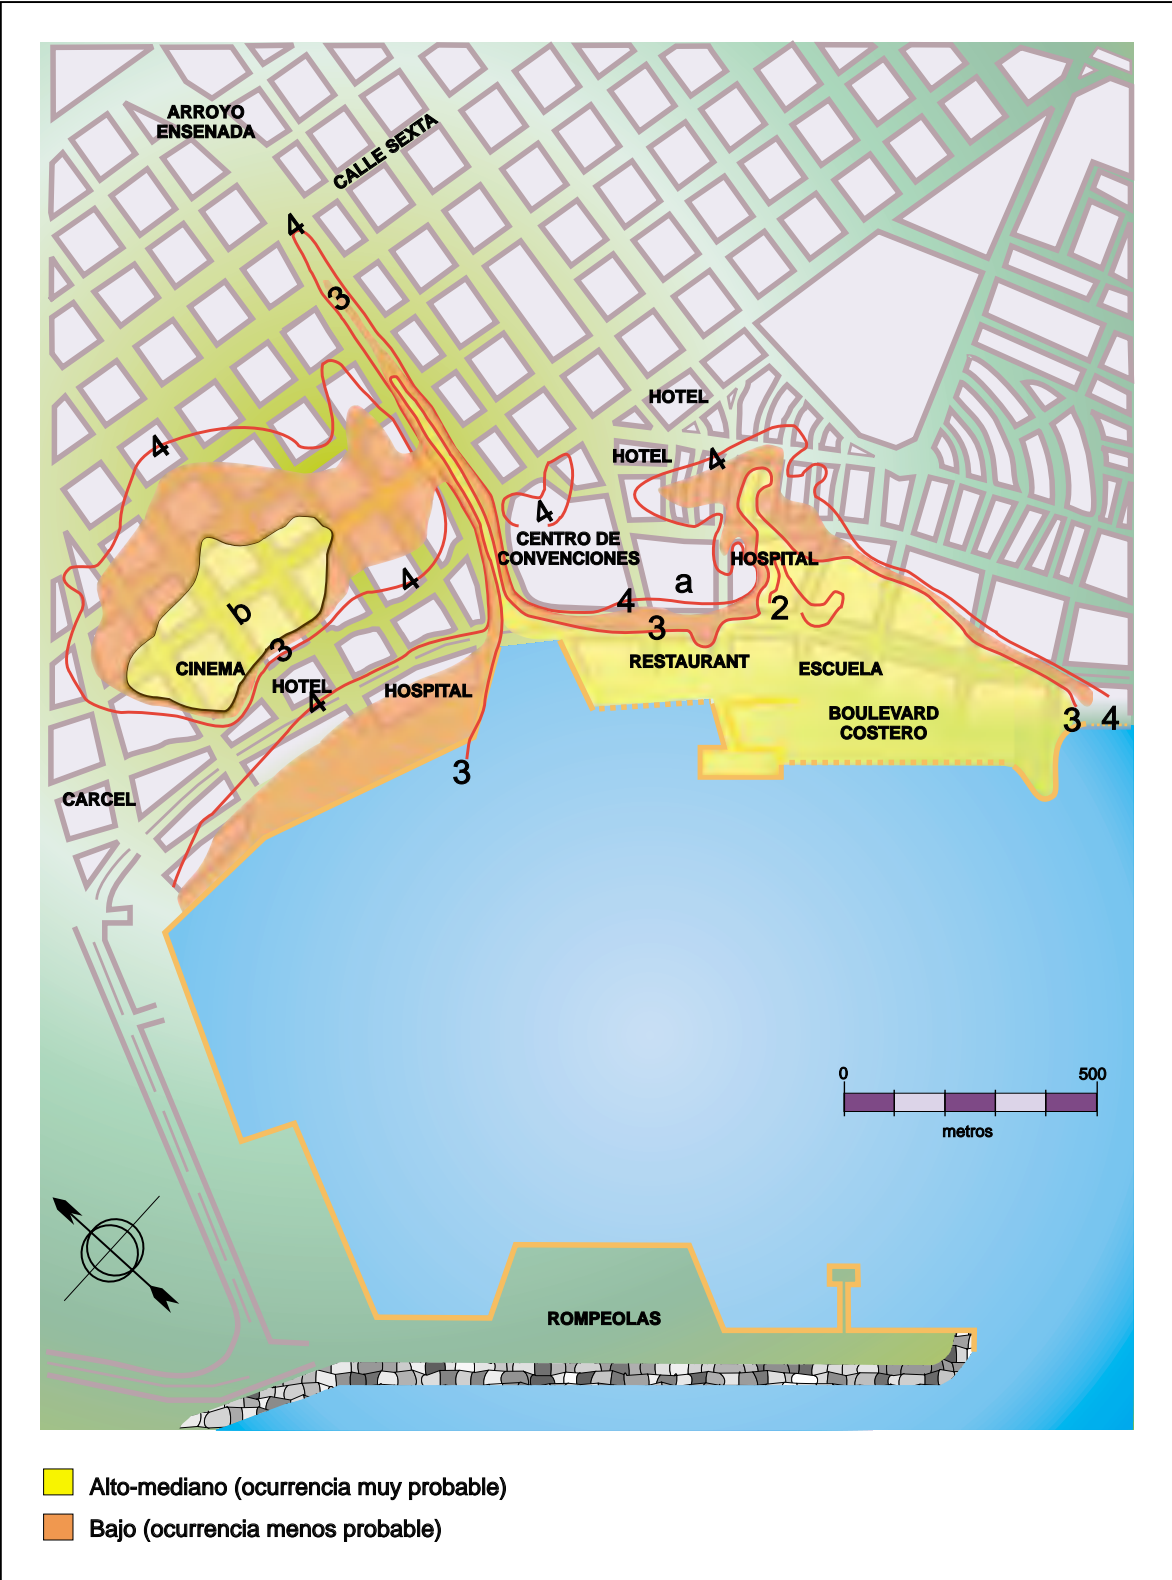 ARROYO
ENSENADA
CALLE SEXTA
4
3
HOTEL
4
HOTEL
4
4
CENTRO DE
CONVENCIONES
HOSPITAL
4
a
4
2
b
3
3
RESTAURANT
CINEMA
ESCUELA
HOTEL
HOSPITAL
4
BOULEVARD
COSTERO
3
4
3
CARCEL
0
500
metros
ROMPEOLAS
Alto-mediano (ocurrencia muy probable)
Bajo (ocurrencia menos probable)